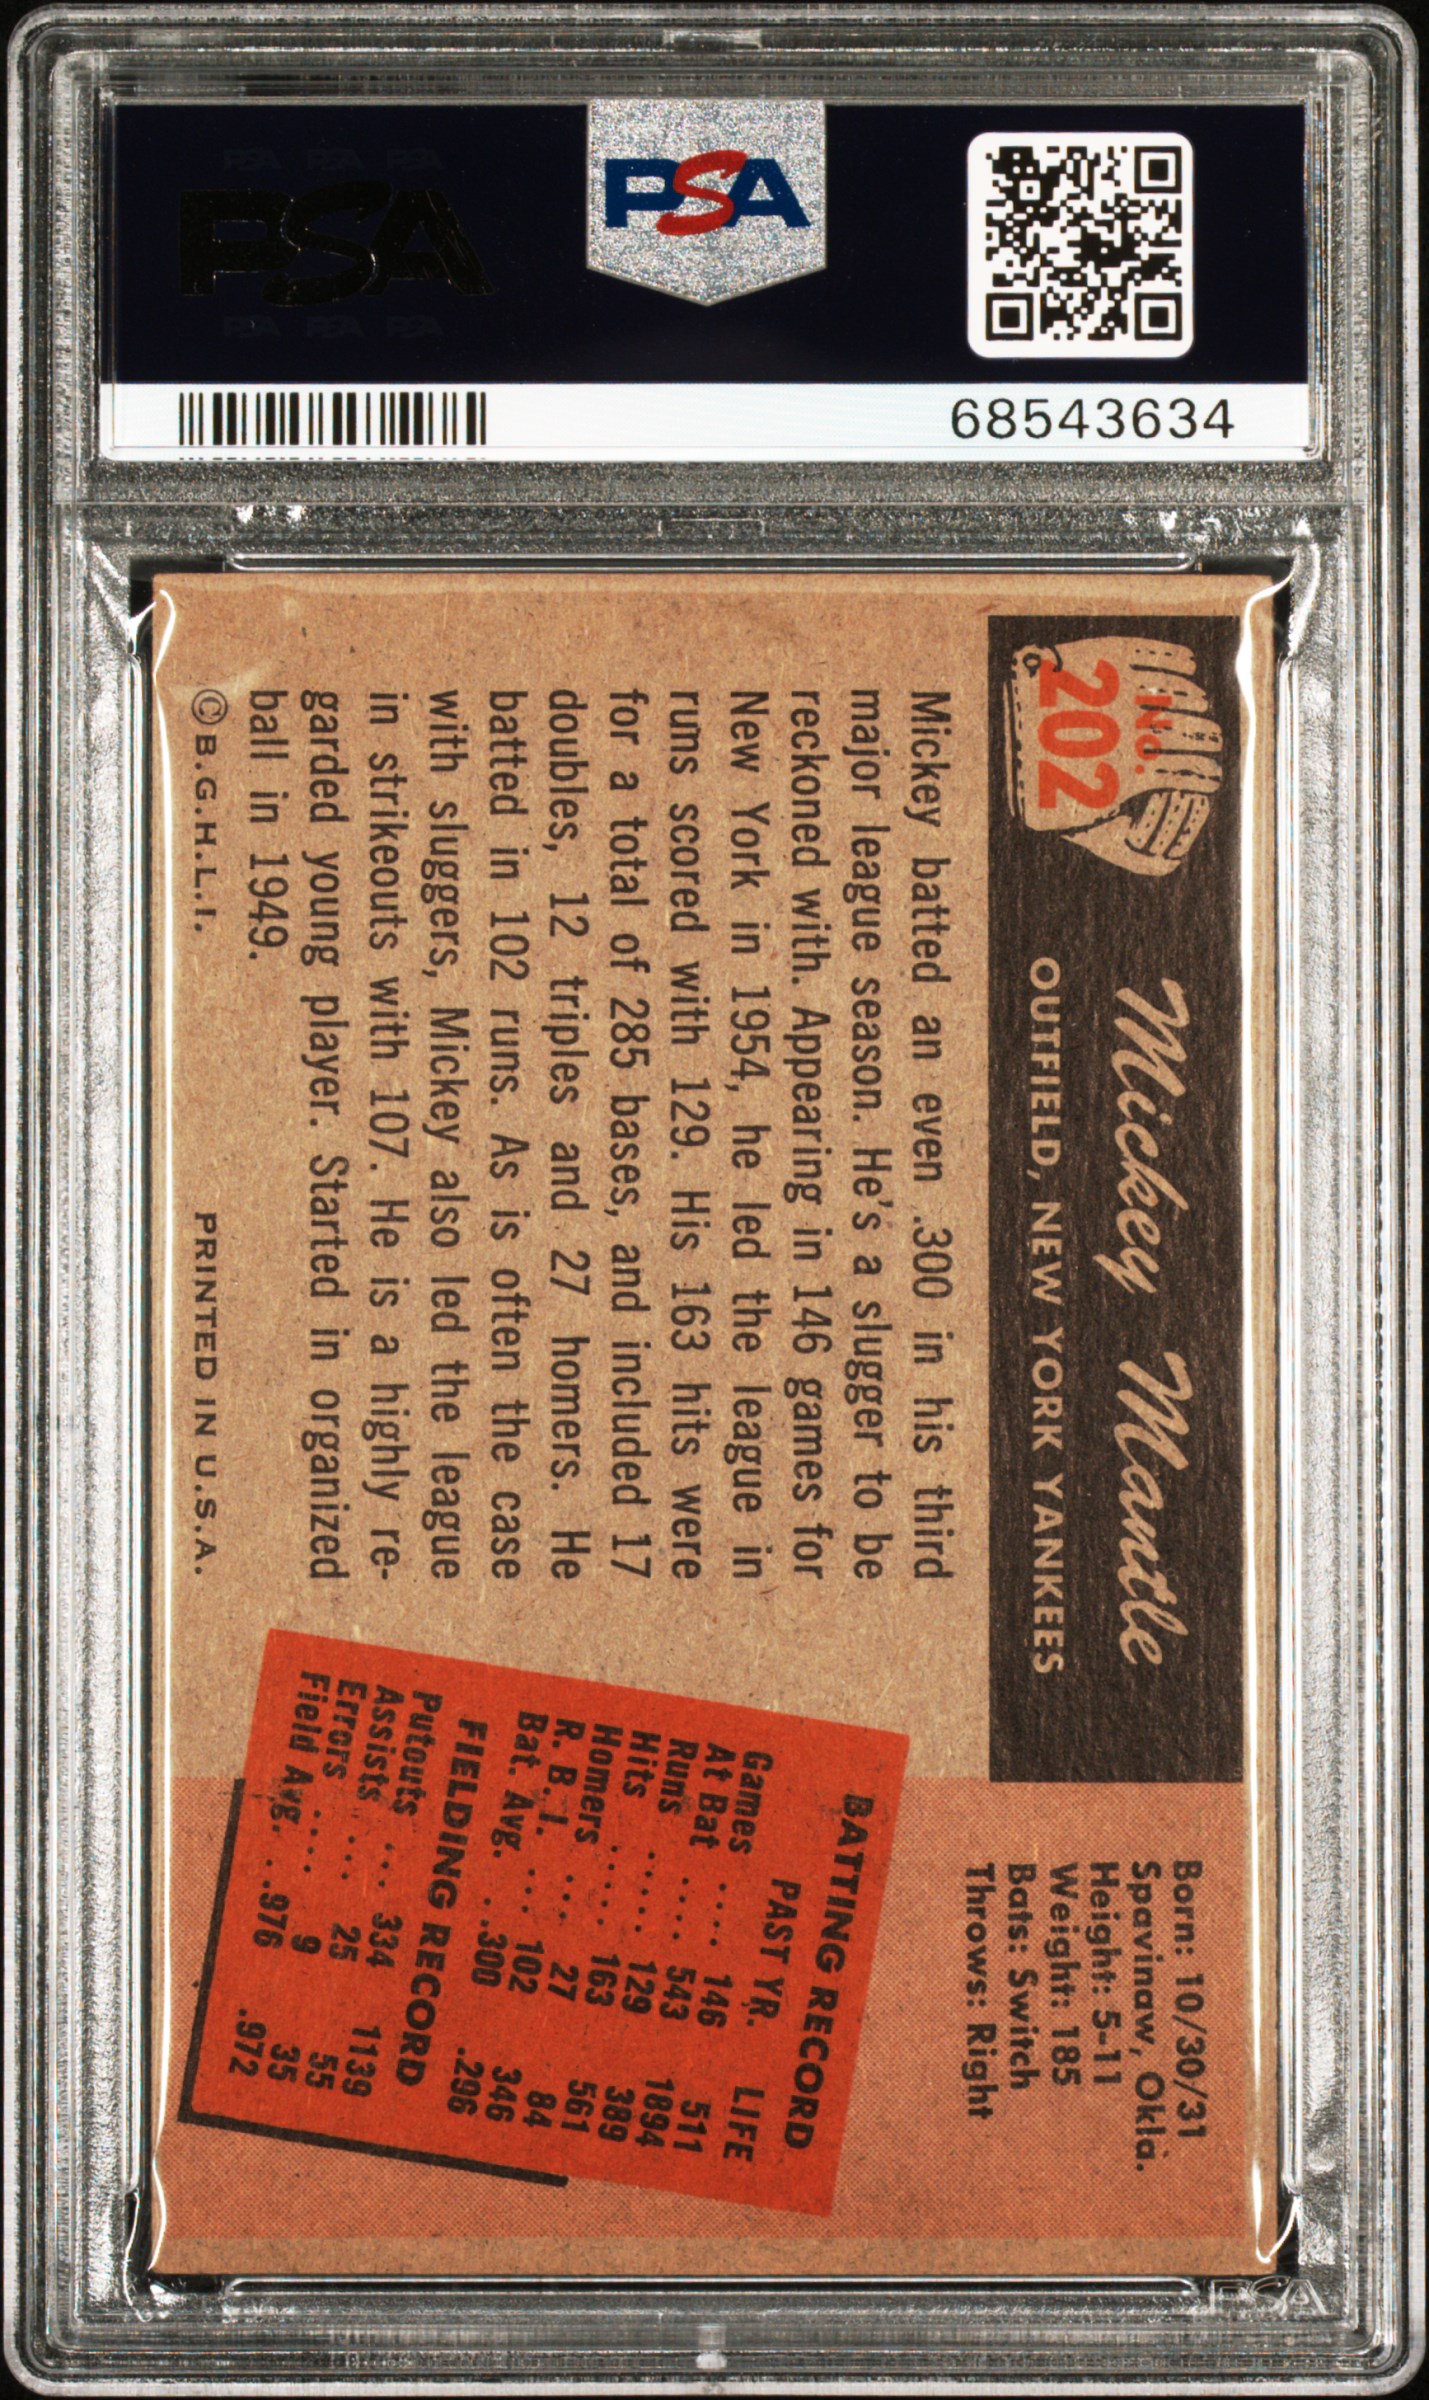 PSA
PSA PSA PSA
PSA
PSA PSA PSA
68543634
No.
202
Mickey Mantle
OUTFIELD, NEW YORK YANKEES
Born: 10/30/31
Spavinaw, Okla.
Height: 5-11
Weight: 185
Bats: Switch
Throws: Right
Mickey batted an even .300 in his third
major league season. He's a slugger to be
reckoned with. Appearing in 146 games for
New York in 1954, he led the league in
runs scored with 129. His 163 hits were
for a total of 285 bases, and included 17
doubles, 12 triples and 27 homers. He
batted in 102 runs. As is often the case
with sluggers, Mickey also led the league
in strikeouts with 107. He is a highly re-
garded young player. Started in organized
ball in 1949.
© B.G.H.L.I.
PRINTED IN U.S.A.
BATTING RECORD
PAST YR. LIFE
Games .... 146 511
At Bat .... 543 1894
Runs .... 129 389
Hits ..... 163 561
Homers ... 27 84
R. B. I. .... 102 346
Bat. Avg. ..300 .296
FIELDING RECORD
Putouts ... 334 1139
Assists ... 25 55
Errors .... 9 35
Field Avg. ..976 .972
PSA